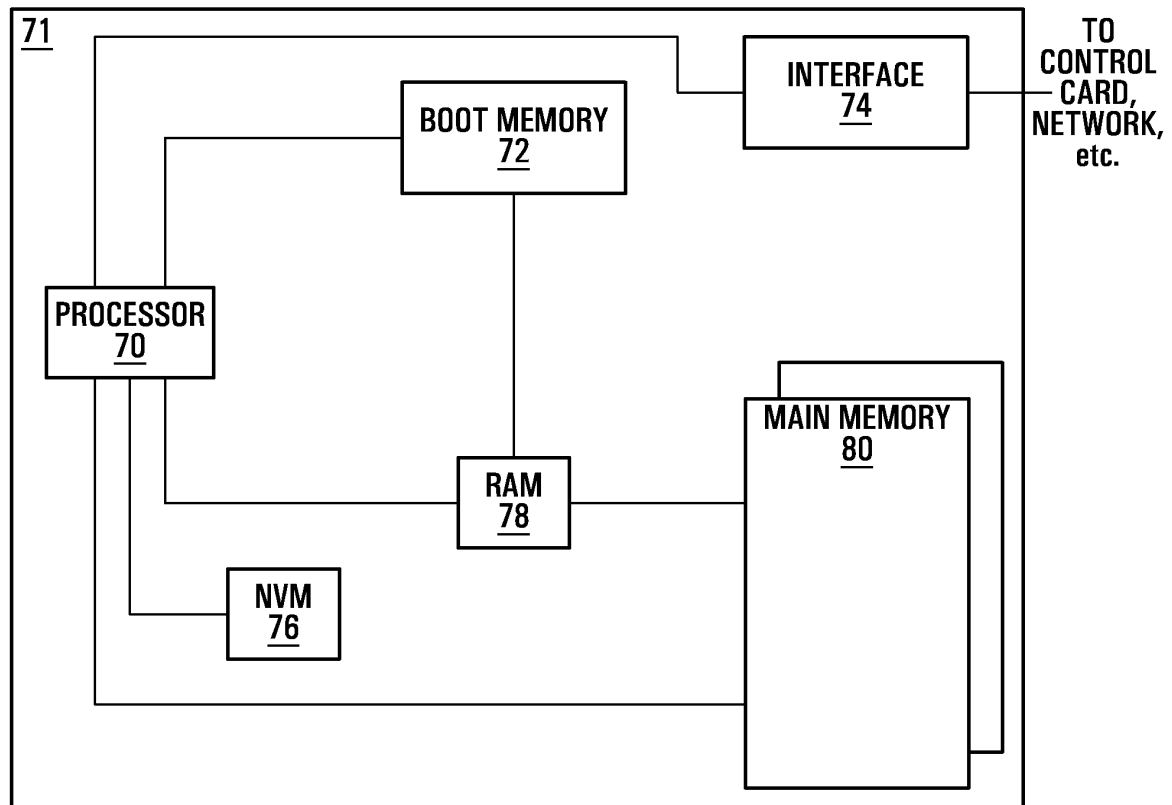 71
TO
CONTROL
CARD,
NETWORK,
etc.
INTERFACE
74
BOOT MEMORY
72
PROCESSOR
70
MAIN MEMORY
80
RAM
78
NVM
76